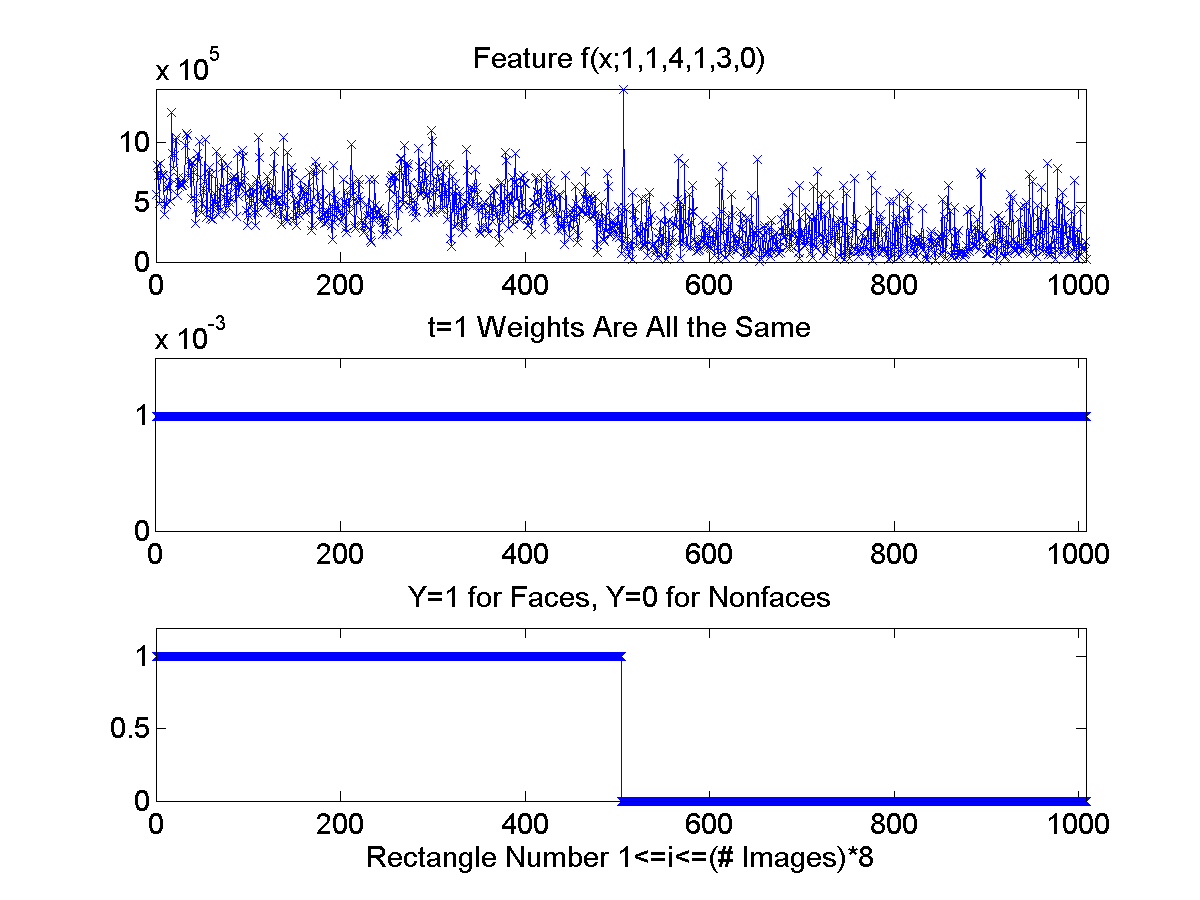 Feature f(x;1,1,4,1,3,0)
x 10^5
10
5
0
0 200 400 600 800 1000
t=1 Weights Are All the Same
x 10^-3
1
0
0 200 400 600 800 1000
Y=1 for Faces, Y=0 for Nonfaces
1
0.5
0
0 200 400 600 800 1000
Rectangle Number 1<=i<=(# Images)*8